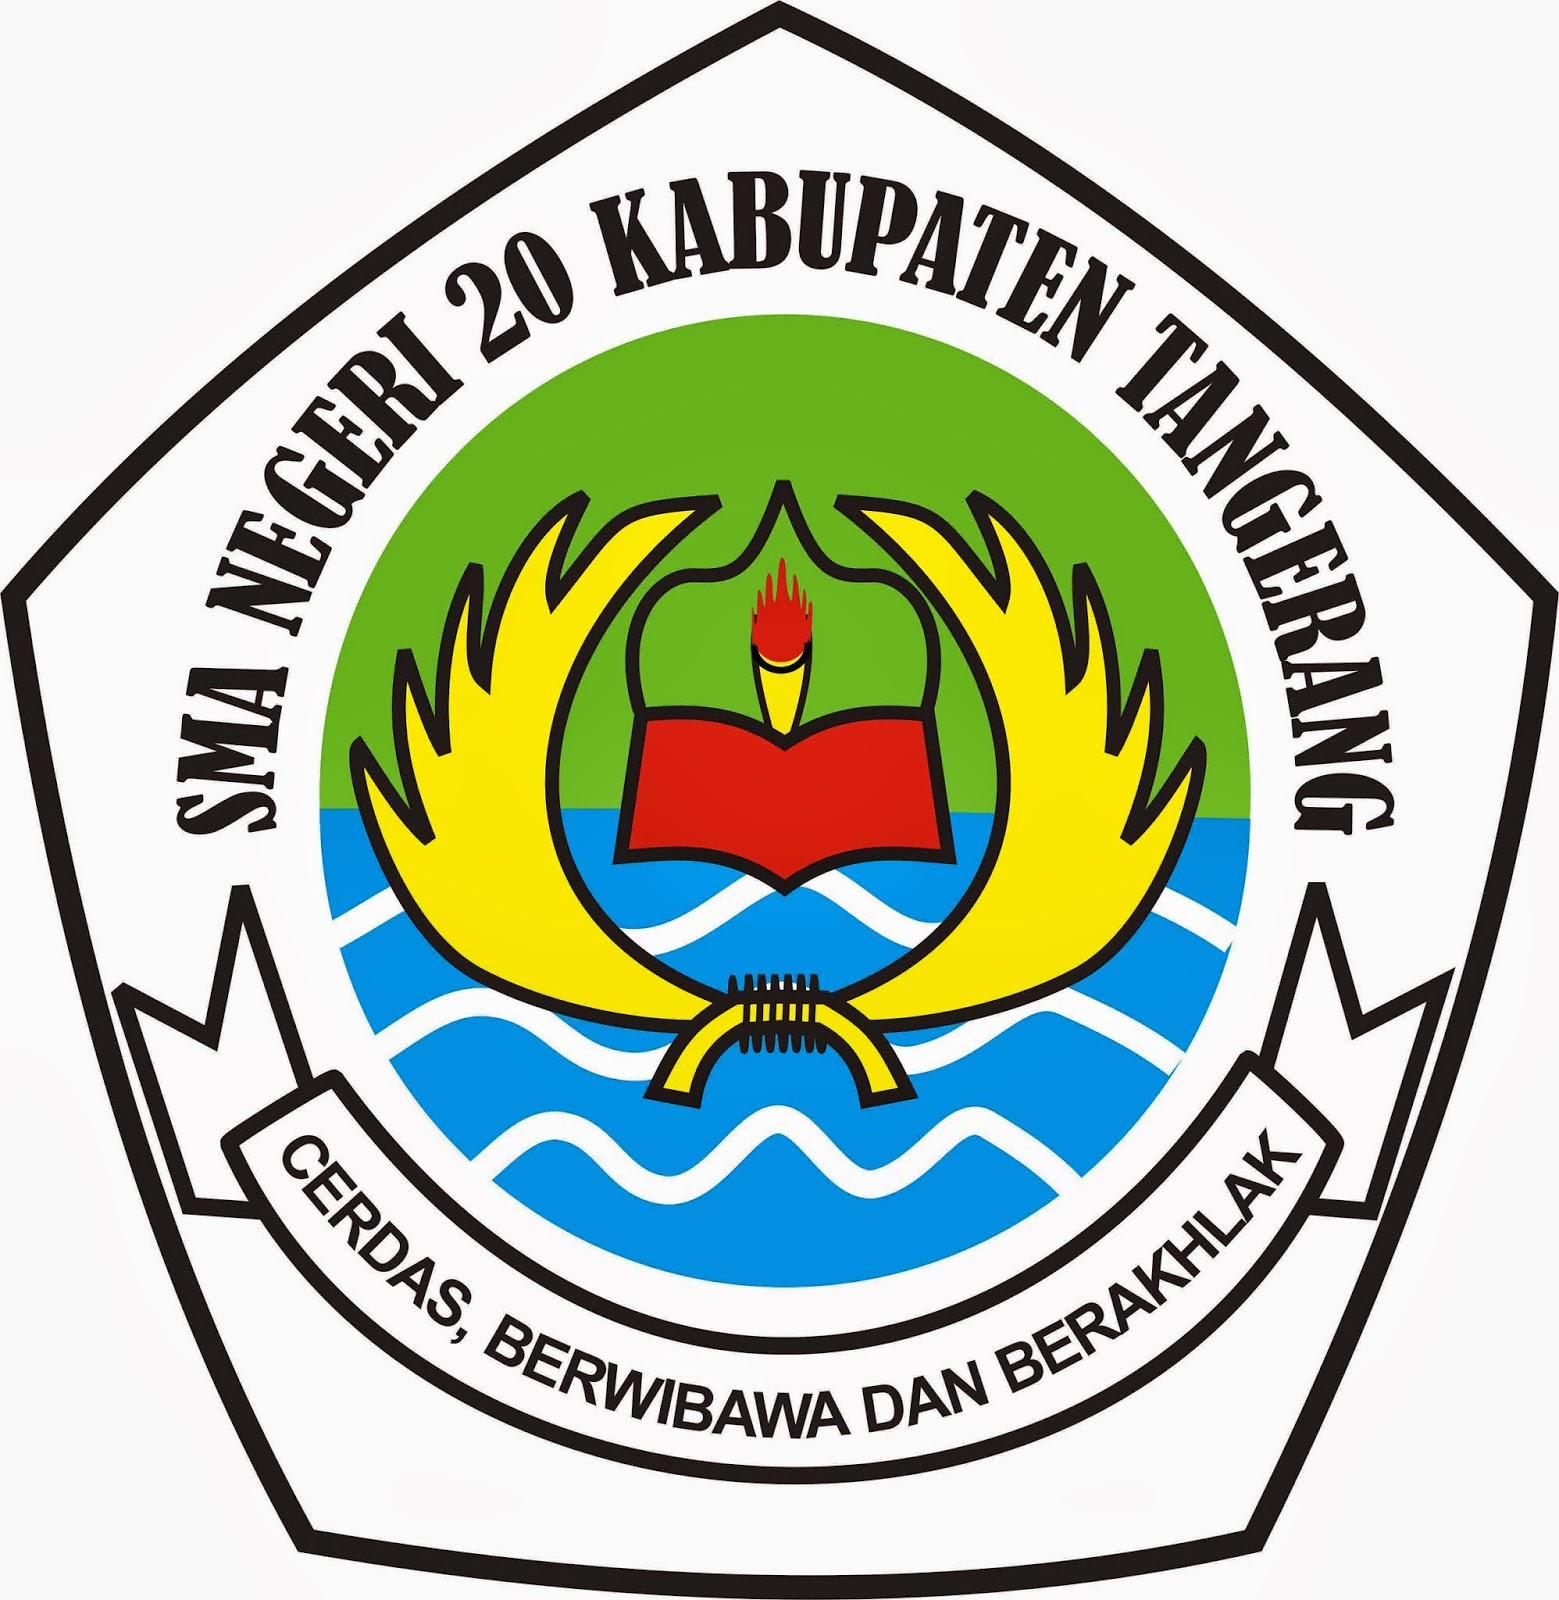 SMA NEGERI 20 KABUPATEN TANGERANG
CERDAS, BERWIBAWA DAN BERAKHLAK